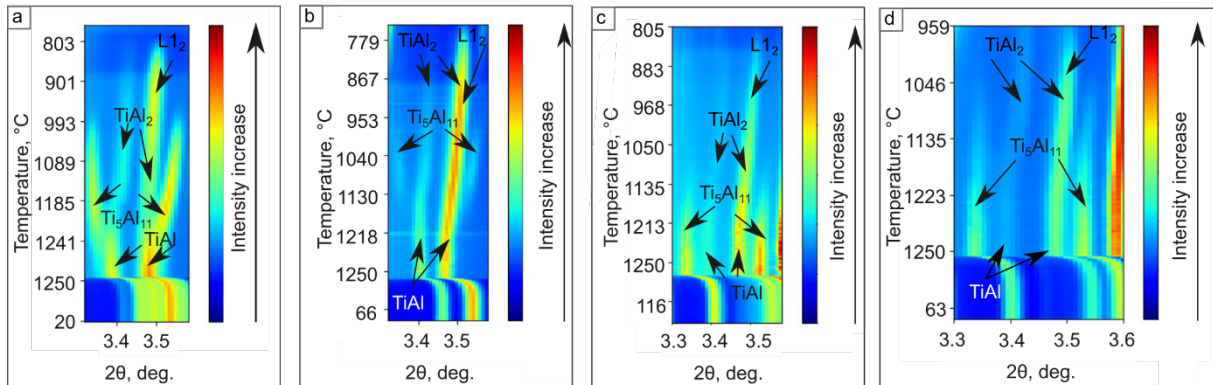 a
803
901
993
1089
1185
1241
1250
20
Temperature, °C
L1₂
TiAl₂
Ti₅Al₁₁
TiAl
3.4 3.5
2θ, deg.
Intensity increase
b
779
867
953
1040
1130
1218
1250
66
Temperature, °C
TiAl₂
L1₂
Ti₅Al₁₁
TiAl
3.4 3.5
2θ, deg.
Intensity increase
c
805
883
968
1050
1135
1213
1250
116
Temperature, °C
L1₂
TiAl₂
Ti₅Al₁₁
TiAl
3.3 3.4 3.5
2θ, deg.
Intensity increase
d
959
1046
1135
1223
1250
63
Temperature, °C
TiAl₂
L1₂
Ti₅Al₁₁
TiAl
3.3 3.4 3.5 3.6
2θ, deg.
Intensity increase